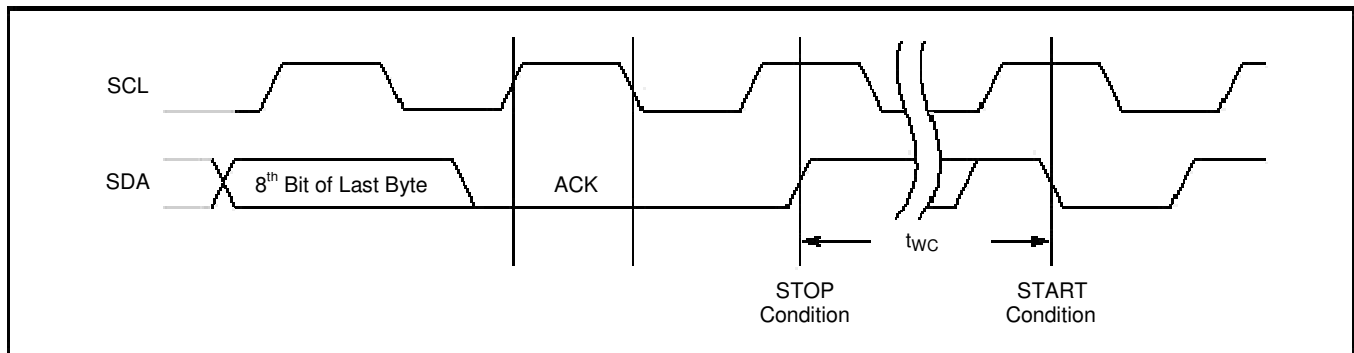 SCL
SDA
8th Bit of Last Byte
ACK
tWC
STOP
Condition
START
Condition